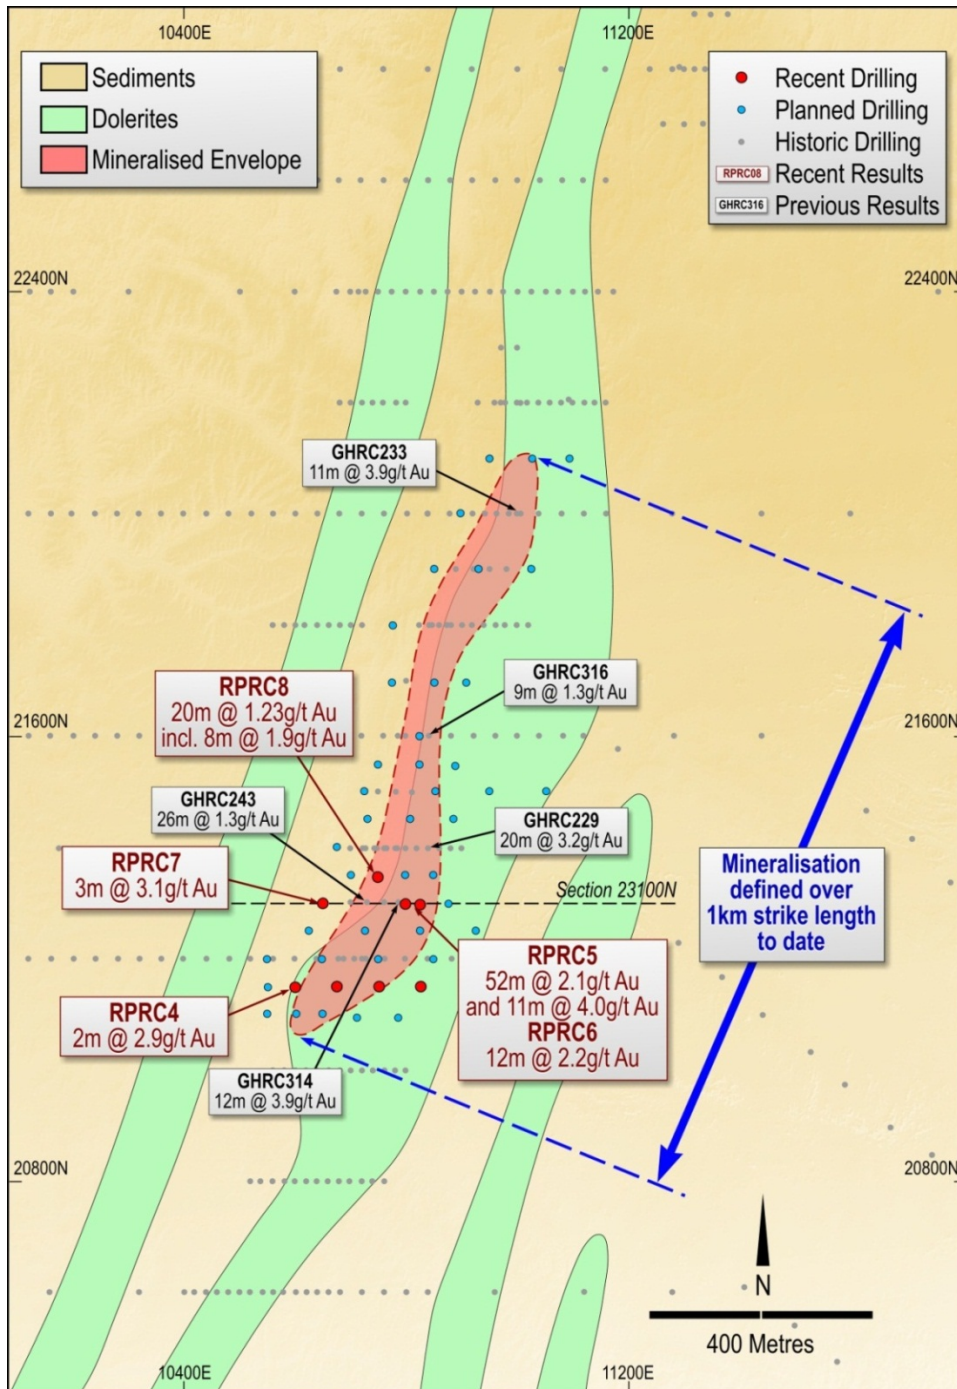 10400E
11200E
Sediments
Dolerites
Mineralised Envelope
Recent Drilling
Planned Drilling
Historic Drilling
RPRC08 Recent Results
GHRC316 Previous Results
22400N
22400N
GHRC233
11m @ 3.9g/t Au
GHRC316
9m @ 1.3g/t Au
RPRC8
20m @ 1.23g/t Au
incl. 8m @ 1.9g/t Au
21600N
21600N
GHRC243
26m @ 1.3g/t Au
GHRC229
20m @ 3.2g/t Au
RPRC7
3m @ 3.1g/t Au
Section 23100N
Mineralisation
defined over
1km strike length
to date
RPRC5
52m @ 2.1g/t Au
and 11m @ 4.0g/t Au
RPRC6
12m @ 2.2g/t Au
RPRC4
2m @ 2.9g/t Au
GHRC314
12m @ 3.9g/t Au
20800N
20800N
N
400 Metres
10400E
11200E